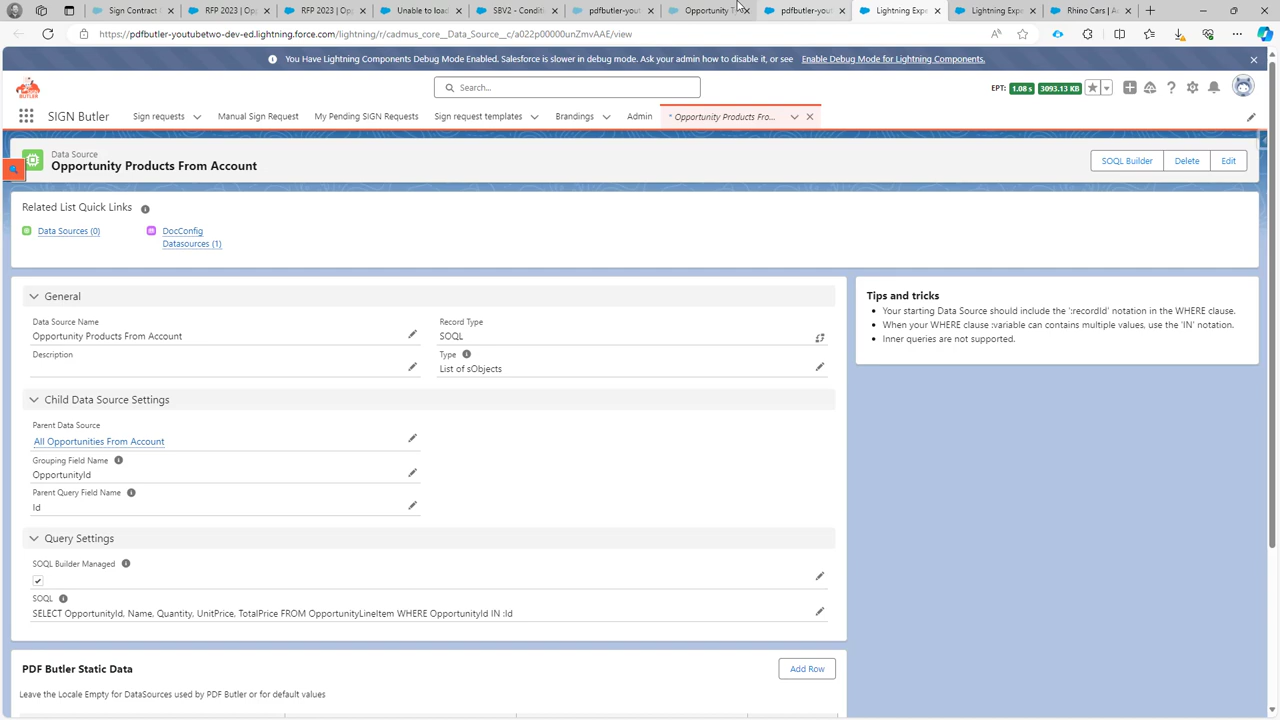 Sign Contract (
RFP 2023 | Opp
RFP 2023 | Opp
Unable to load
SBV2 - Conditi
pdfbutler-yout
Opportunity T
pdfbutler-yout
Lightning Expe
Lightning Expe
Rhino Cars | A
https://pdfbutler-youtubetwo-dev-ed.lightning.force.com/lightning/r/cadmus_core__Data_Source__c/a022p00000unZmvAAE/view
You Have Lightning Components Debug Mode Enabled. Salesforce is slower in debug mode. Ask your admin how to disable it, or see Enable Debug Mode for Lightning Components.
BUTLER
Search...
EPT: 1.08 s 3093.13 KB
SIGN Butler Sign requests Manual Sign Request My Pending SIGN Requests Sign request templates Brandings Admin * Opportunity Products Fro...
Data Source
Opportunity Products From Account
SOQL Builder Delete Edit
Related List Quick Links
Data Sources (0) DocConfig
Datasources (1)
General
Data Source Name
Opportunity Products From Account
Record Type
SOQL
Description
Type
List of sObjects
Child Data Source Settings
Parent Data Source
All Opportunities From Account
Grouping Field Name
OpportunityId
Parent Query Field Name
Id
Query Settings
SOQL Builder Managed
SOQL
SELECT OpportunityId, Name, Quantity, UnitPrice, TotalPrice FROM OpportunityLineItem WHERE OpportunityId IN :Id
PDF Butler Static Data
Add Row
Leave the Locale Empty for DataSources used by PDF Butler or for default values
Tips and tricks
Your starting Data Source should include the ':recordId' notation in the WHERE clause.
When your WHERE clause :variable can contains multiple values, use the 'IN' notation.
Inner queries are not supported.